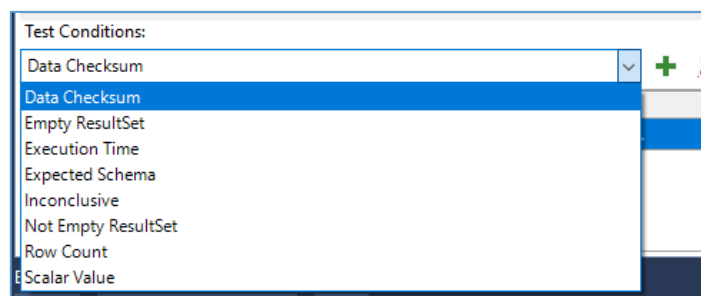 Test Conditions:
Data Checksum
Data Checksum
Empty ResultSet
Execution Time
Expected Schema
Inconclusive
Not Empty ResultSet
Row Count
Scalar Value